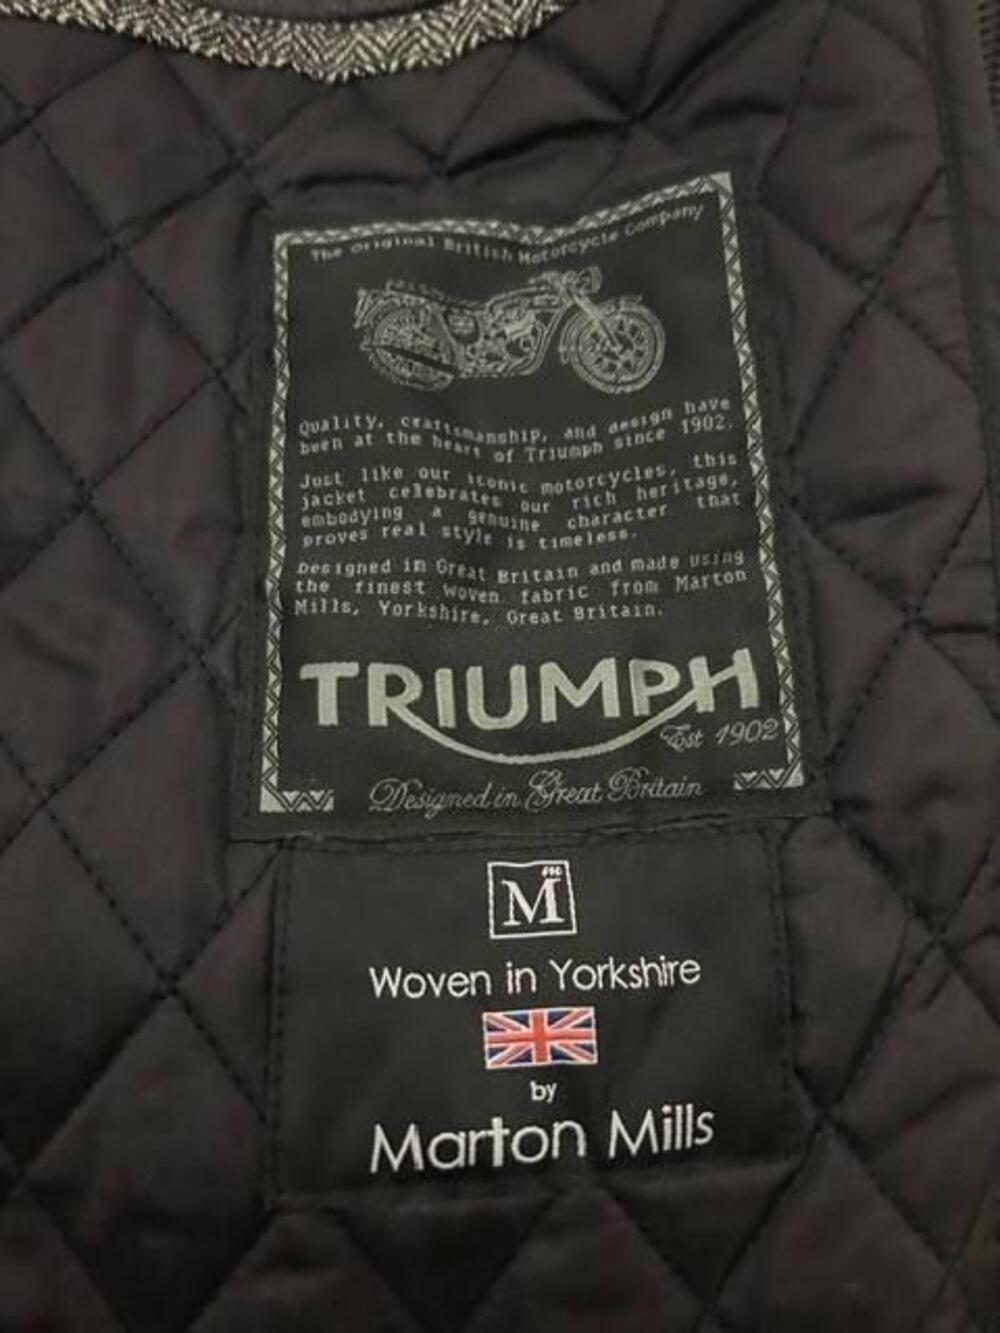 The Original British Motorcycle Company
Quality, craftsmanship, and design have
been at the heart of Triumph since 1902.
Just like our iconic motorcycles, this
jacket celebrates our rich heritage,
embodying a genuine character that
proves real style is timeless.
Designed in Great Britain and made using
the finest woven fabric from Marton
Mills, Yorkshire, Great Britain.
TRIUMPH
Est 1902
Designed in Great Britain
M
Woven in Yorkshire
by
Marton Mills